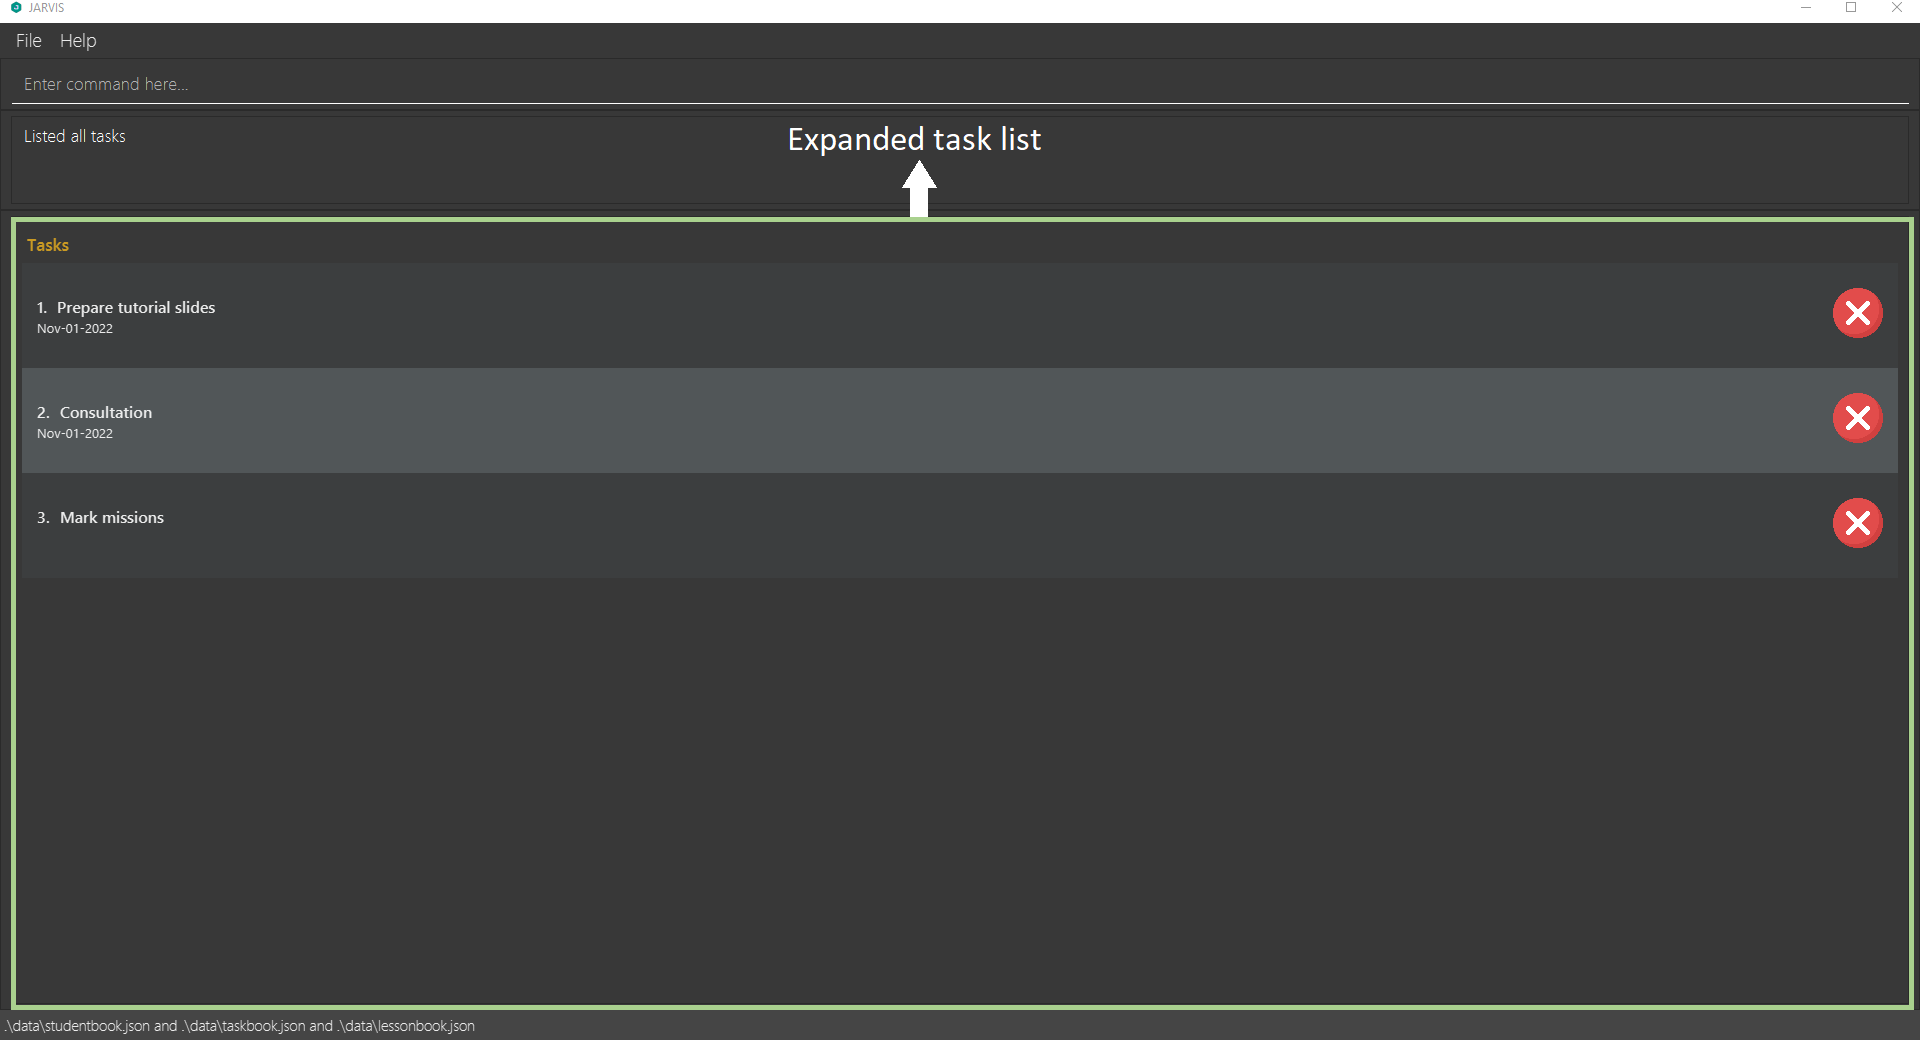 JARVIS
File Help
Enter command here...
Listed all tasks
Expanded task list
Tasks
1. Prepare tutorial slides
Nov-01-2022
2. Consultation
Nov-01-2022
3. Mark missions
.\data\studentbook.json and .\data\taskbook.json and .\data\lessonbook.json